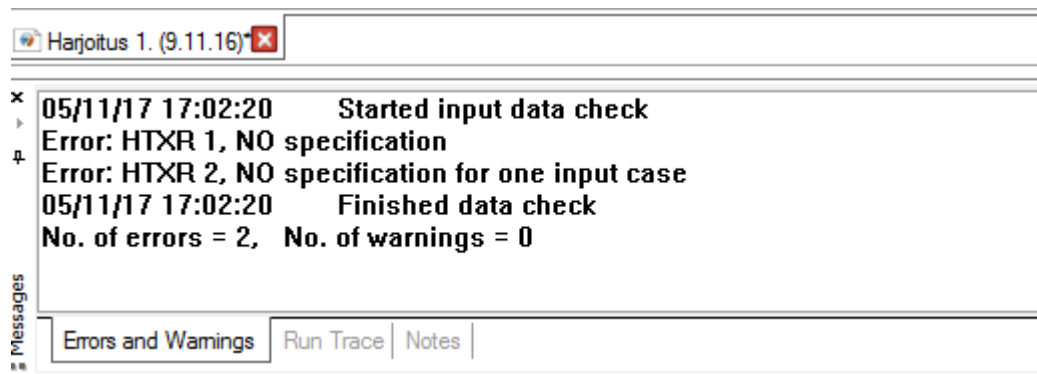 Harjoitus 1. (9.11.16)*
05/11/17 17:02:20 Started input data check
Error: HTXR 1, NO specification
Error: HTXR 2, NO specification for one input case
05/11/17 17:02:20 Finished data check
No. of errors = 2, No. of warnings = 0
Messages
Errors and Warnings Run Trace Notes